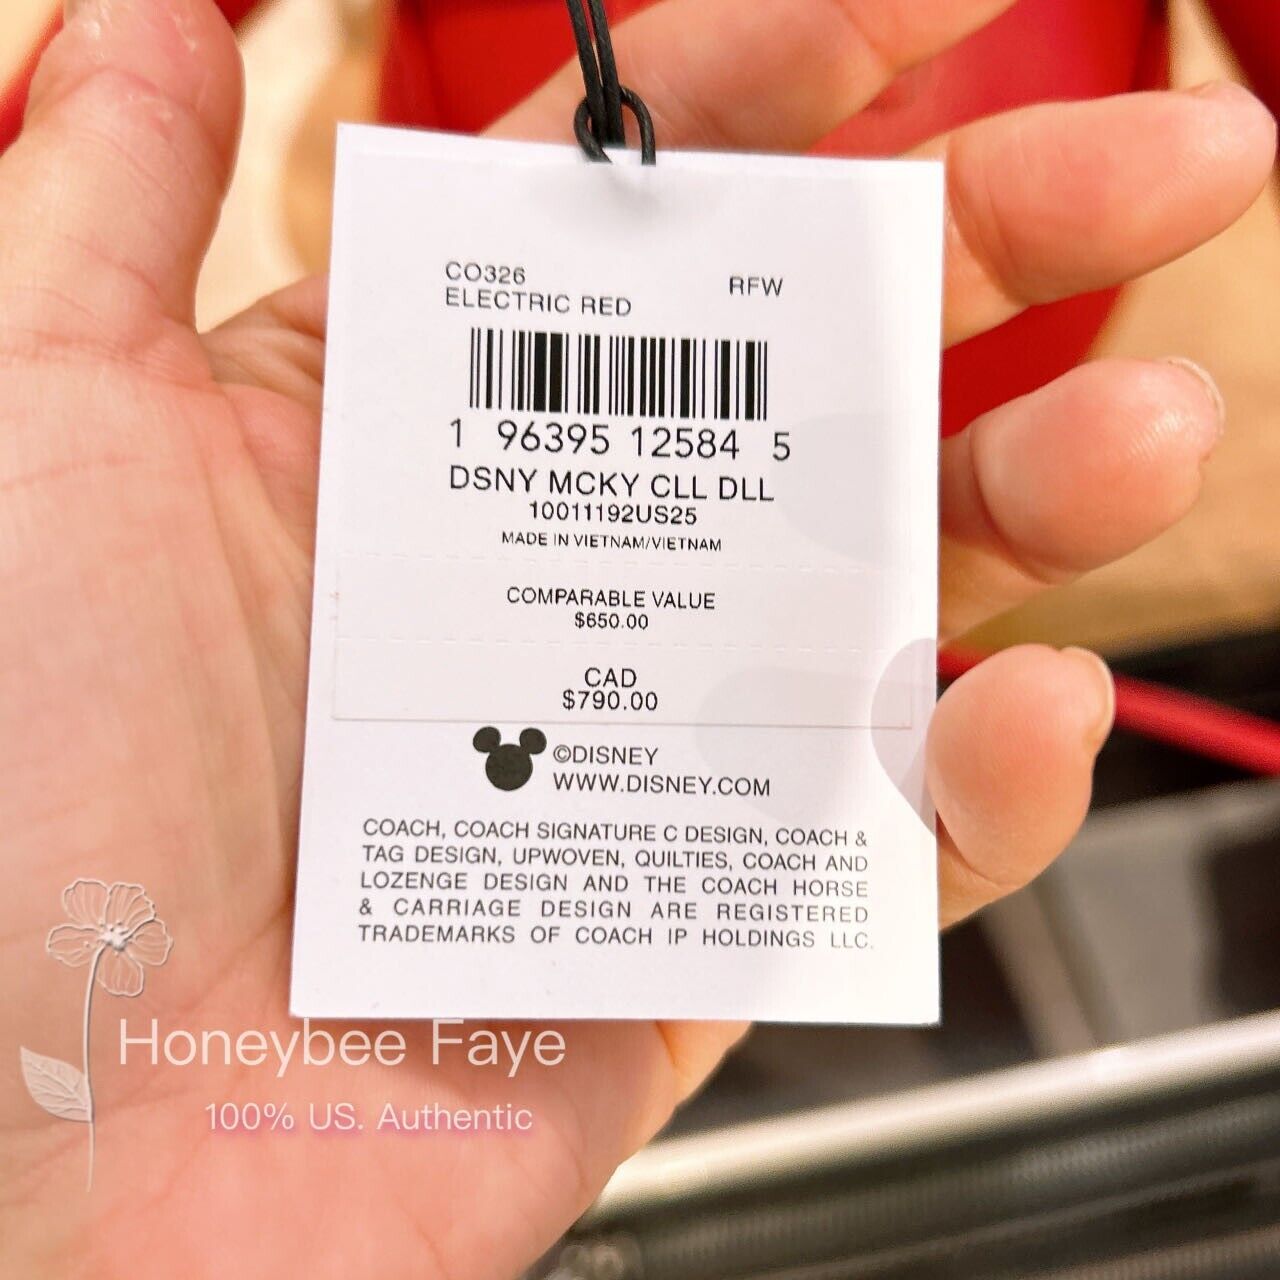 CO326
ELECTRIC RED
RFW
1 96395 12584 5
DSNY MCKY CLL DLL
10011192US25
MADE IN VIETNAM/VIETNAM
COMPARABLE VALUE
$650.00
CAD
$790.00
©DISNEY
WWW.DISNEY.COM
COACH, COACH SIGNATURE C DESIGN, COACH &
TAG DESIGN, UPWOVEN, QUILTIES, COACH AND
LOZENGE DESIGN AND THE COACH HORSE
& CARRIAGE DESIGN ARE REGISTERED
TRADEMARKS OF COACH IP HOLDINGS LLC.
Honeybee Faye
100% US. Authentic